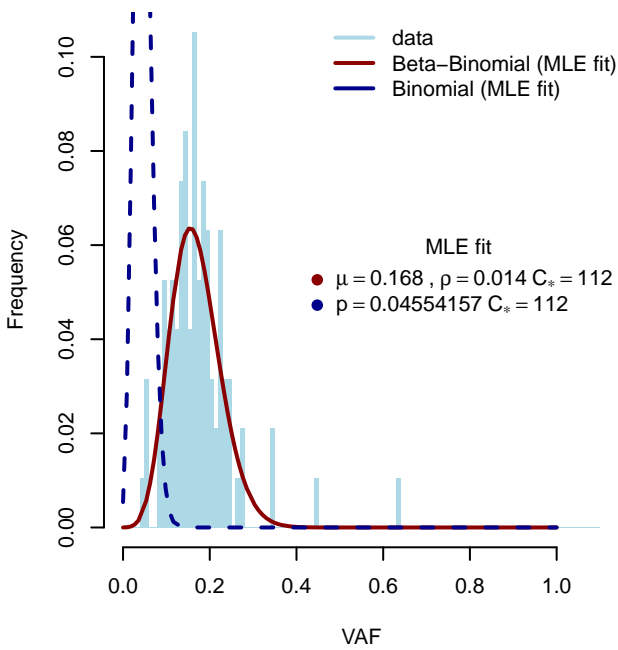 data
Beta−Binomial (MLE fit)
Binomial (MLE fit)
MLE fit
μ = 0.168 , ρ = 0.014 C* = 112
p = 0.04554157 C* = 112
Frequency
0.10
0.08
0.06
0.04
0.02
0.00
0.0 0.2 0.4 0.6 0.8 1.0
VAF